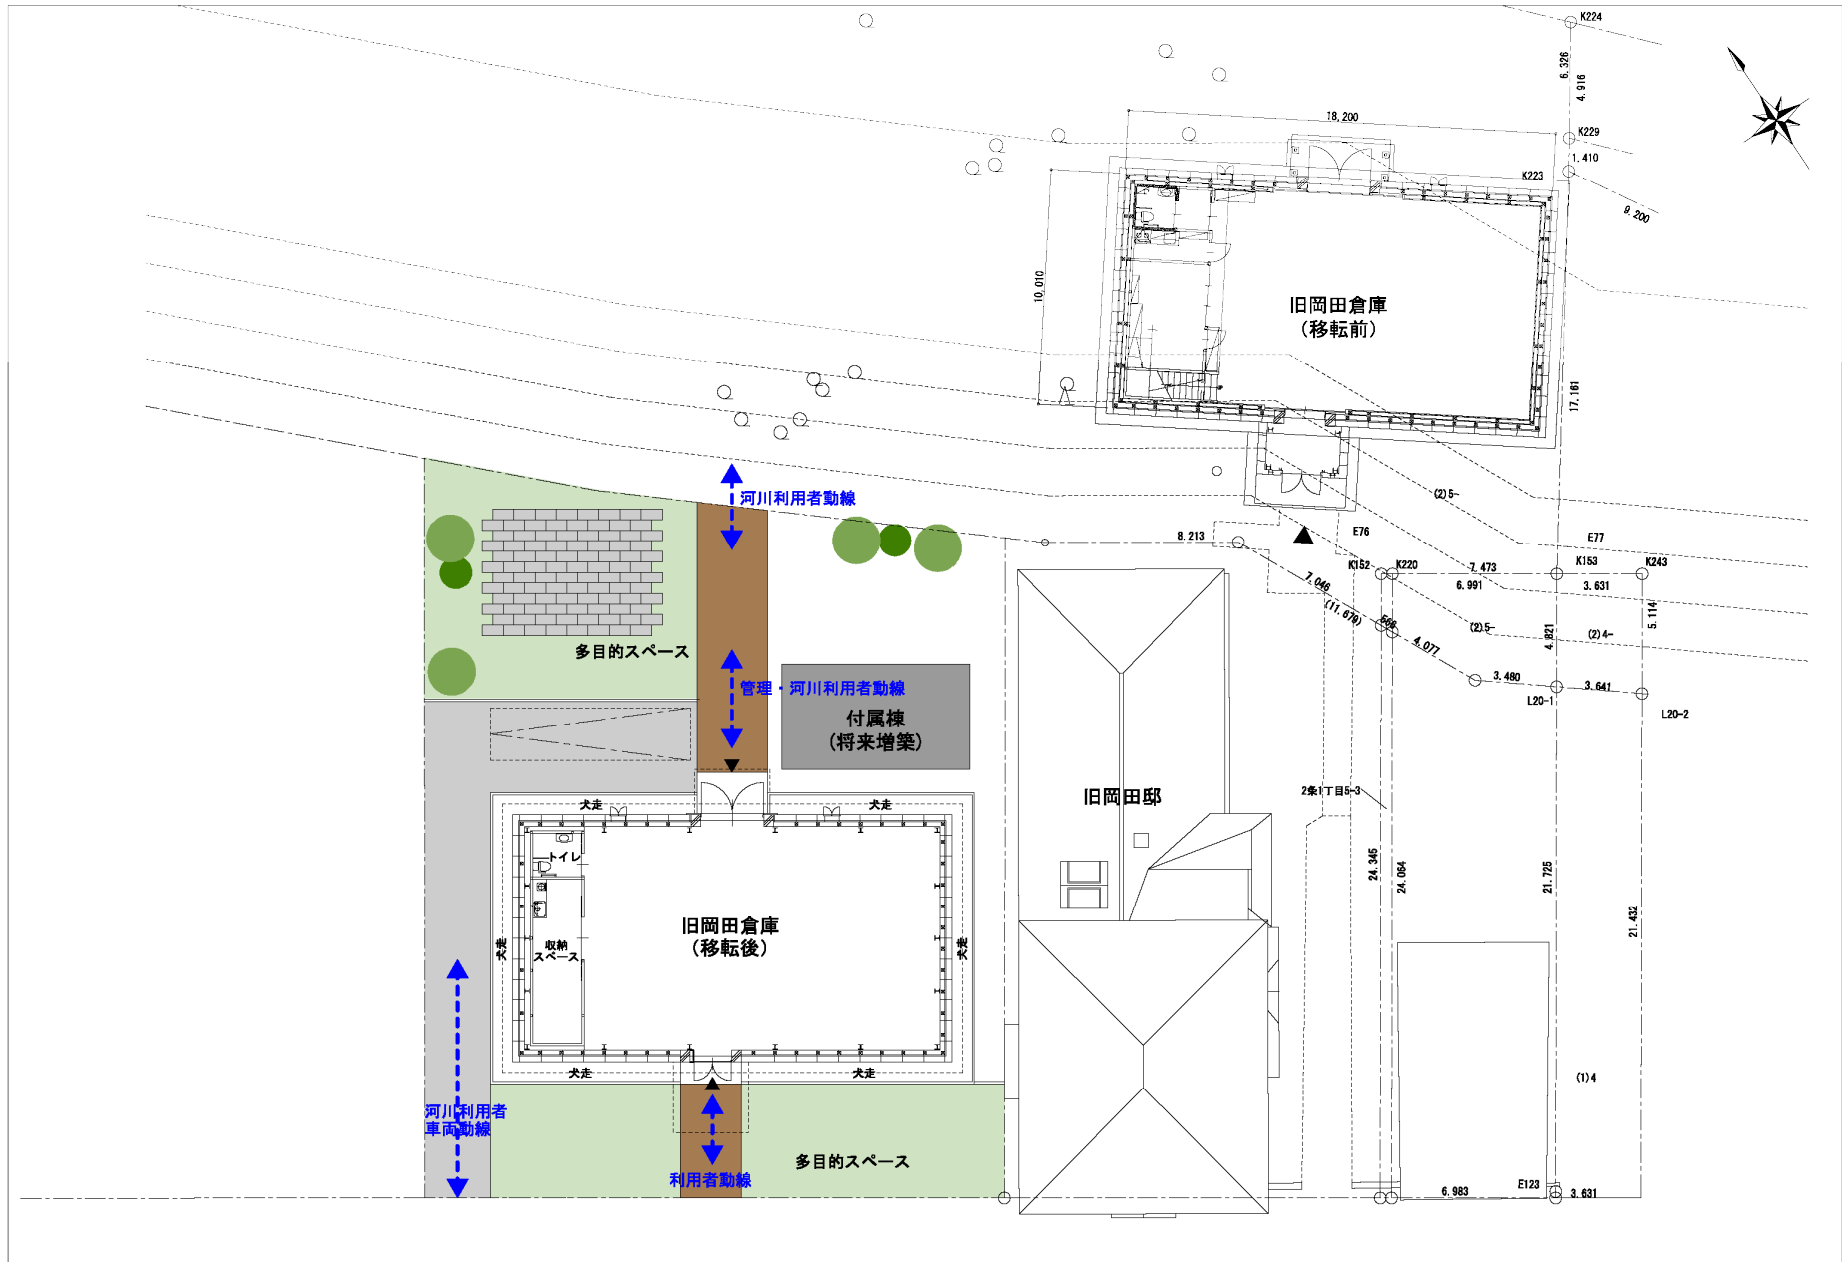 K224
6.326
4.916
18,200
K229
1.410
K223
9.200
10,010
旧岡田倉庫
(移転前)
17.161
河川利用者動線
(2)5-
8.213
E76
E77
K152
K220
7.473
K153
K243
6.991
3.631
7.046
(11.679)
566
5.114
(2)5-
4.821
(2)4-
4.077
多目的スペース
3.480
3.641
管理・河川利用者動線
L20-1
L20-2
付属棟
(将来増築)
旧岡田邸
2条1丁目5-3
犬走
犬走
トイレ
24.345
24.064
21.725
21.432
旧岡田倉庫
(移転後)
収納
スペース
犬走
犬走
犬走
犬走
(1)4
河川利用者
車両動線
多目的スペース
利用者動線
6.983
E123
3.631